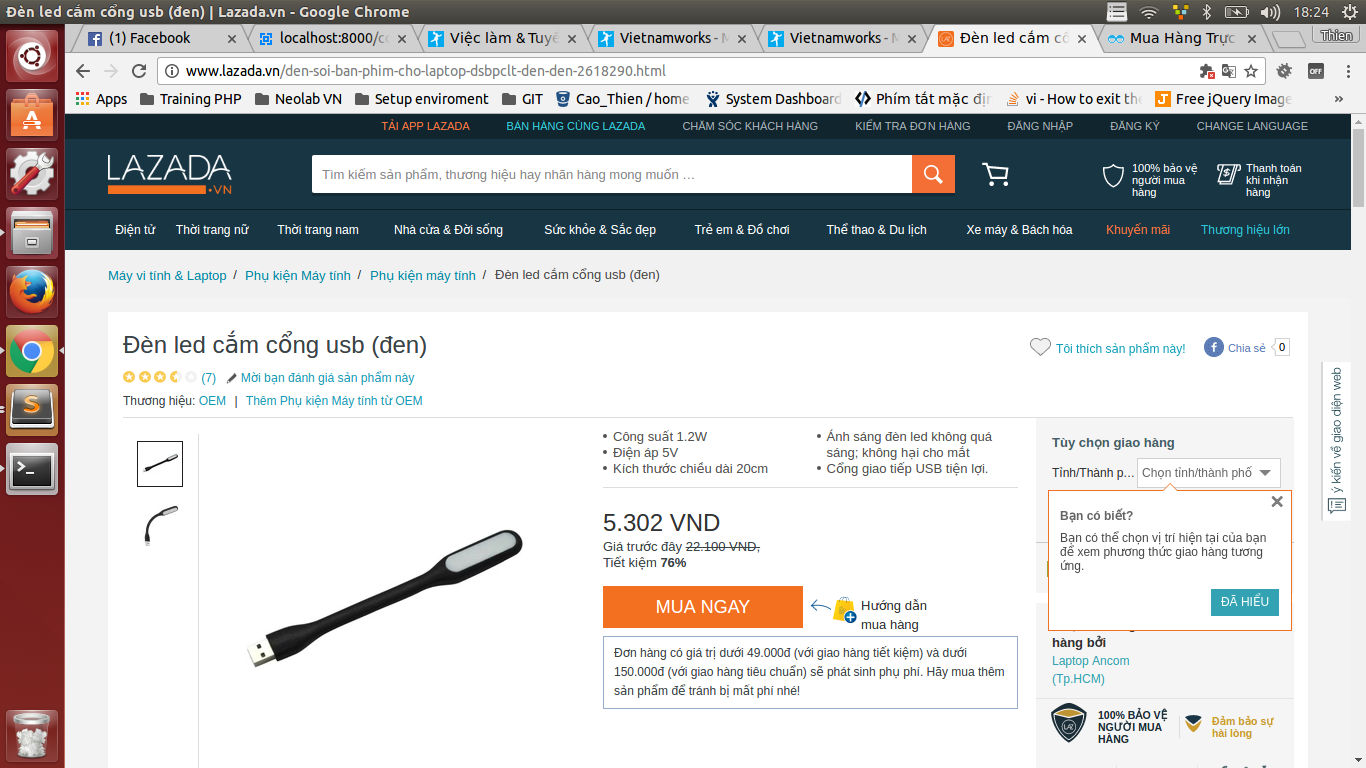 Đèn led cắm cổng usb (đen) | Lazada.vn - Google Chrome
18:24
(1) Facebook
localhost:8000/c
Việc làm & Tuyể
Vietnamworks - M
Vietnamworks - M
Đèn led cắm cổ
Mua Hàng Trực
Thien
www.lazada.vn/den-soi-ban-phim-cho-laptop-dsbpclt-den-den-2618290.html
OFF
Apps
Training PHP
Neolab VN
Setup enviroment
GIT
Cao_Thien / home
System Dashboard
Phím tắt mặc địn
vi - How to exit the
Free jQuery Image
»
TẢI APP LAZADA
BÁN HÀNG CÙNG LAZADA
CHĂM SÓC KHÁCH HÀNG
KIỂM TRA ĐƠN HÀNG
ĐĂNG NHẬP
ĐĂNG KÝ
CHANGE LANGUAGE
LAZADA
.VN
Tìm kiếm sản phẩm, thương hiệu hay nhãn hàng mong muốn ...
100% bảo vệ
người mua
hàng
Thanh toán
khi nhận
hàng
Điện tử
Thời trang nữ
Thời trang nam
Nhà cửa & Đời sống
Sức khỏe & Sắc đẹp
Trẻ em & Đồ chơi
Thể thao & Du lịch
Xe máy & Bách hóa
Khuyến mãi
Thương hiệu lớn
Máy vi tính & Laptop / Phụ kiện Máy tính / Phụ kiện máy tính / Đèn led cắm cổng usb (đen)
Đèn led cắm cổng usb (đen)
Tôi thích sản phẩm này!
Chia sẻ
0
(7) Mời bạn đánh giá sản phẩm này
Thương hiệu: OEM | Thêm Phụ kiện Máy tính từ OEM
• Công suất 1.2W
• Điện áp 5V
• Kích thước chiều dài 20cm
• Ánh sáng đèn led không quá
sáng; không hại cho mắt
• Cổng giao tiếp USB tiện lợi.
5.302 VND
Giá trước đây 22.100 VND,
Tiết kiệm 76%
MUA NGAY
Hướng dẫn
mua hàng
Đơn hàng có giá trị dưới 49.000đ (với giao hàng tiết kiệm) và dưới
150.000đ (với giao hàng tiêu chuẩn) sẽ phát sinh phụ phí. Hãy mua thêm
sản phẩm để tránh bị mất phí nhé!
Tùy chọn giao hàng
Tỉnh/Thành p... Chọn tỉnh/thành phố
Bạn có biết?
Bạn có thể chọn vị trí hiện tại của bạn
để xem phương thức giao hàng tương
ứng.
ĐÃ HIỂU
hàng bởi
Laptop Ancom
(Tp.HCM)
100% BẢO VỆ
NGƯỜI MUA
HÀNG
Đảm bảo sự
hài lòng
ý kiến về giao diện web